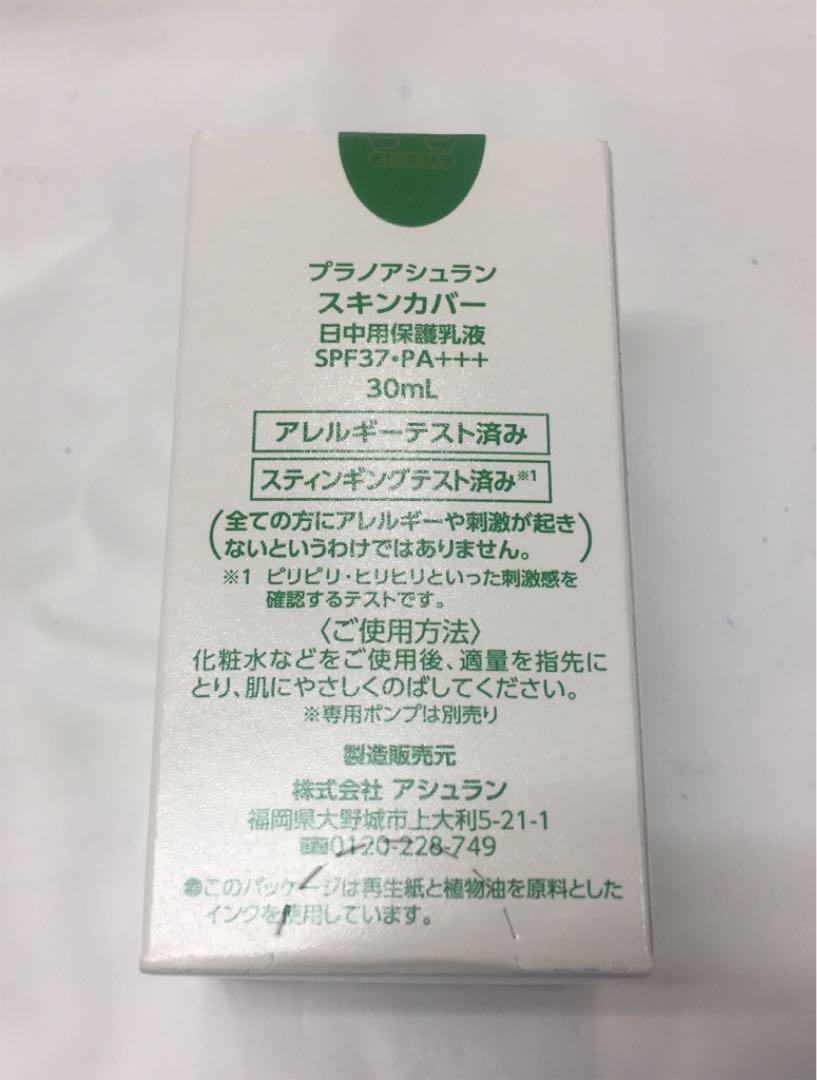 プラノアシュラン
スキンカバー
日中用保護乳液
SPF37・PA+++
30mL
アレルギーテスト済み
スティンギングテスト済み※1
(全ての方にアレルギーや刺激が起き
ないというわけではありません。)
※1 ピリピリ・ヒリヒリといった刺激感を
確認するテストです。
〈ご使用方法〉
化粧水などをご使用後、適量を指先に
とり、肌にやさしくのばしてください。
※専用ポンプは別売り
製造販売元
株式会社 アシュラン
福岡県大野城市上大利5-21-1
0120-228-749
●このパッケージは再生紙と植物油を原料とした
インクを使用しています。